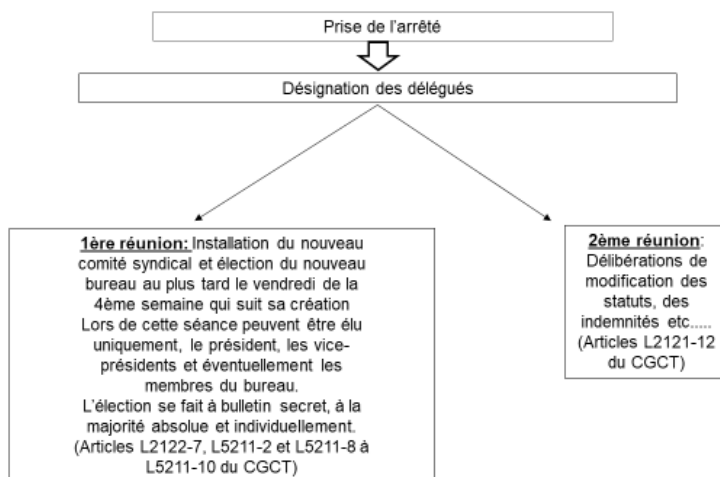 Prise de l'arrêté
Désignation des délégués
1ère réunion: Installation du nouveau
comité syndical et élection du nouveau
bureau au plus tard le vendredi de la
4ème semaine qui suit sa création
Lors de cette séance peuvent être élu
uniquement, le président, les vice-
présidents et éventuellement les
membres du bureau.
L'élection se fait à bulletin secret, à la
majorité absolue et individuellement.
(Articles L2122-7, L5211-2 et L5211-8 à
L5211-10 du CGCT)
2ème réunion:
Délibérations de
modification des
statuts, des
indemnités etc.....
(Articles L2121-12
du CGCT)